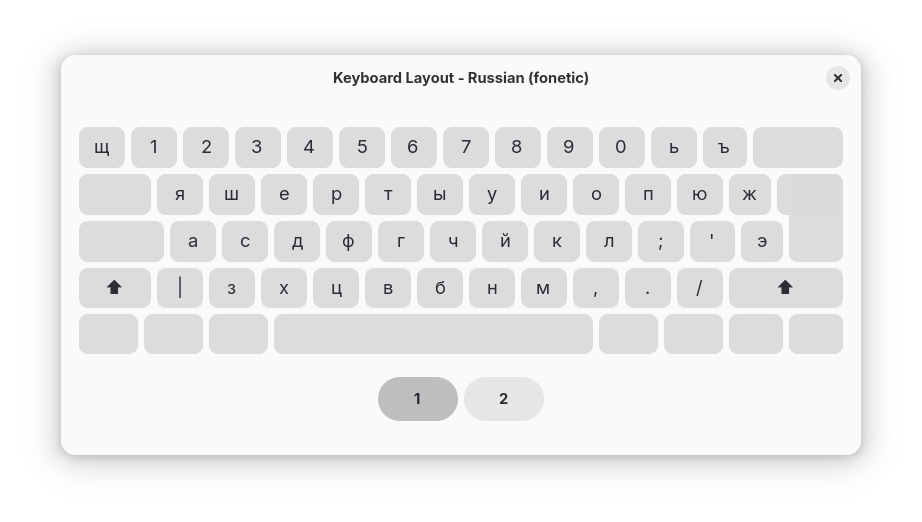 Keyboard Layout - Russian (fonetic)
щ 1 2 3 4 5 6 7 8 9 0 ь ъ
я ш е р т ы у и о п ю ж
а с д ф г ч й к л ; ' э
| з х ц в б н м , . /
1 2